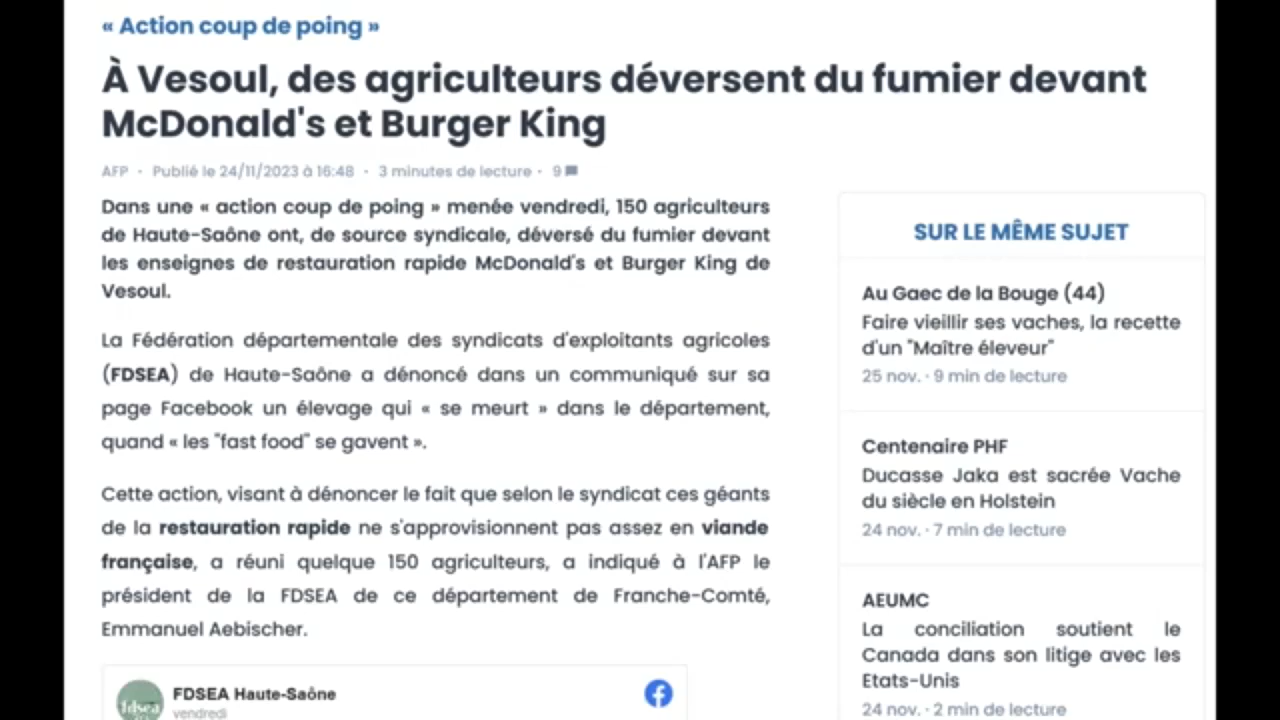 « Action coup de poing »
À Vesoul, des agriculteurs déversent du fumier devant
McDonald's et Burger King
AFP • Publié le 24/11/2023 à 16:48 • 3 minutes de lecture • 9
Dans une « action coup de poing » menée vendredi, 150 agriculteurs
de Haute-Saône ont, de source syndicale, déversé du fumier devant
les enseignes de restauration rapide McDonald's et Burger King de
Vesoul.
La Fédération départementale des syndicats d'exploitants agricoles
(FDSEA) de Haute-Saône a dénoncé dans un communiqué sur sa
page Facebook un élevage qui « se meurt » dans le département,
quand « les "fast food" se gavent ».
Cette action, visant à dénoncer le fait que selon le syndicat ces géants
de la restauration rapide ne s'approvisionnent pas assez en viande
française, a réuni quelque 150 agriculteurs, a indiqué à l'AFP le
président de la FDSEA de ce département de Franche-Comté,
Emmanuel Aebischer.
fdsea
FDSEA Haute-Saône
vendredi
SUR LE MÊME SUJET
Au Gaec de la Bouge (44)
Faire vieillir ses vaches, la recette
d'un "Maître éleveur"
25 nov. · 9 min de lecture
Centenaire PHF
Ducasse Jaka est sacrée Vache
du siècle en Holstein
24 nov. · 7 min de lecture
AEUMC
La conciliation soutient le
Canada dans son litige avec les
Etats-Unis
24 nov. · 2 min de lecture